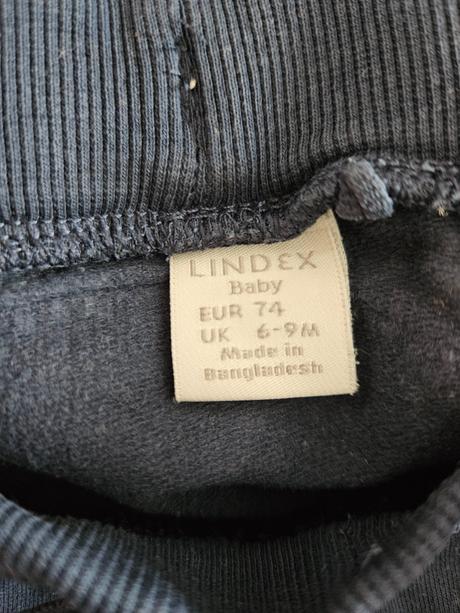 LINDEX
Baby
EUR 74
UK 6-9M
Made in
Bangladesh